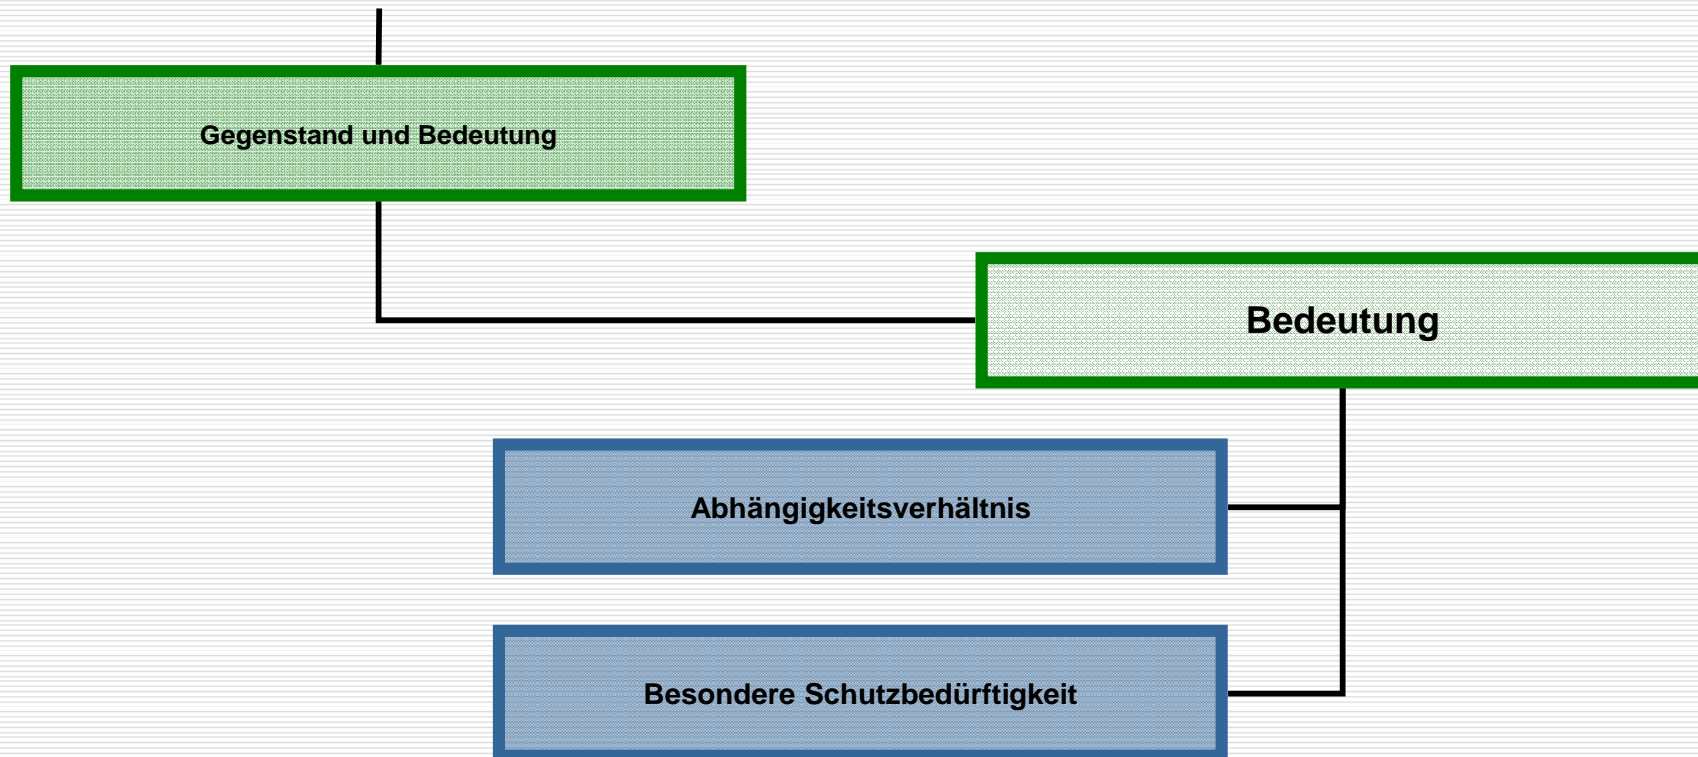 Gegenstand und Bedeutung
Bedeutung
Abhängigkeitsverhältnis
Besondere Schutzbedürftigkeit